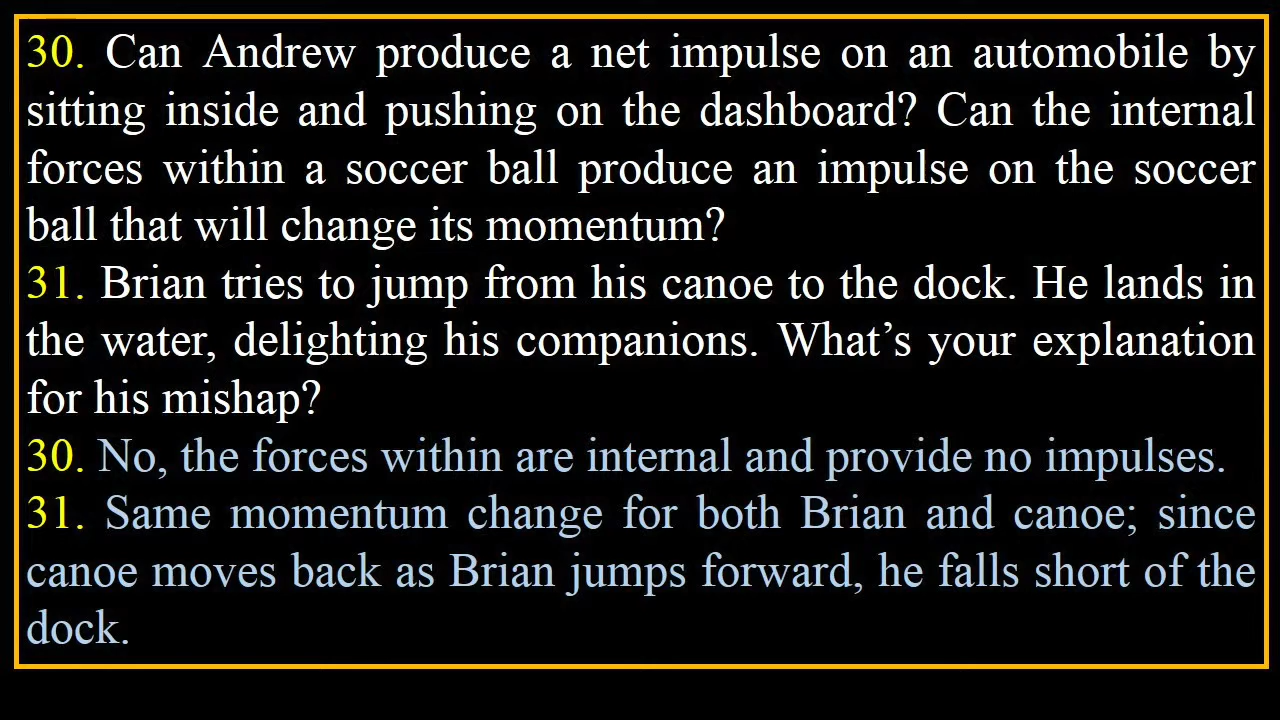 30. Can Andrew produce a net impulse on an automobile by
sitting inside and pushing on the dashboard? Can the internal
forces within a soccer ball produce an impulse on the soccer
ball that will change its momentum?
31. Brian tries to jump from his canoe to the dock. He lands in
the water, delighting his companions. What’s your explanation
for his mishap?
30. No, the forces within are internal and provide no impulses.
31. Same momentum change for both Brian and canoe; since
canoe moves back as Brian jumps forward, he falls short of the
dock.